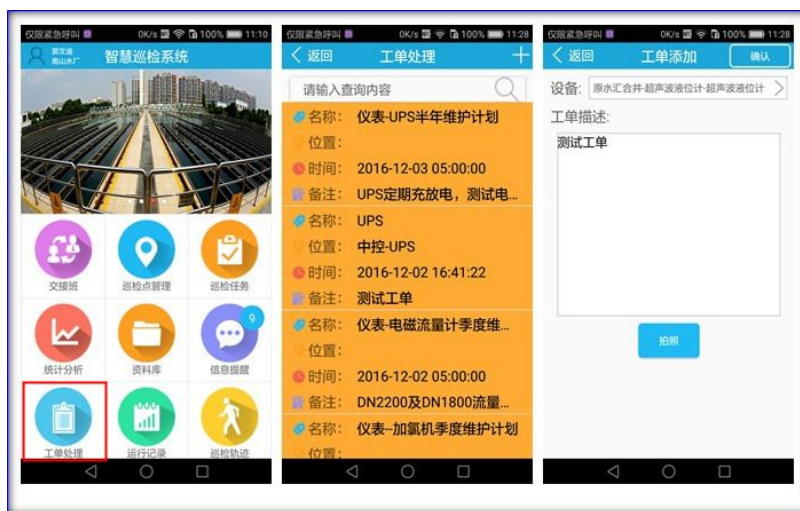 仅限紧急呼叫 0K/s 100% 11:10
郭文迪
南山水厂
智慧巡检系统
交接班
巡检点管理
巡检任务
9
统计分析
资料库
信息提醒
工单处理
运行记录
巡检轨迹
仅限紧急呼叫 0K/s 100% 11:28
返回 工单处理
请输入查询内容
名称： 仪表-UPS半年维护计划
位置：
时间： 2016-12-03 05:00:00
备注： UPS定期充放电，测试电...
名称： UPS
位置： 中控-UPS
时间： 2016-12-02 16:41:22
备注： 测试工单
名称： 仪表-电磁流量计季度维...
位置：
时间： 2016-12-02 05:00:00
备注： DN2200及DN1800流量...
名称： 仪表--加氯机季度维护计划
位置：
仅限紧急呼叫 0K/s 100% 11:28
返回 工单添加 确认
设备: 原水汇合井-超声波液位计-超声波液位计
工单描述:
测试工单
拍照